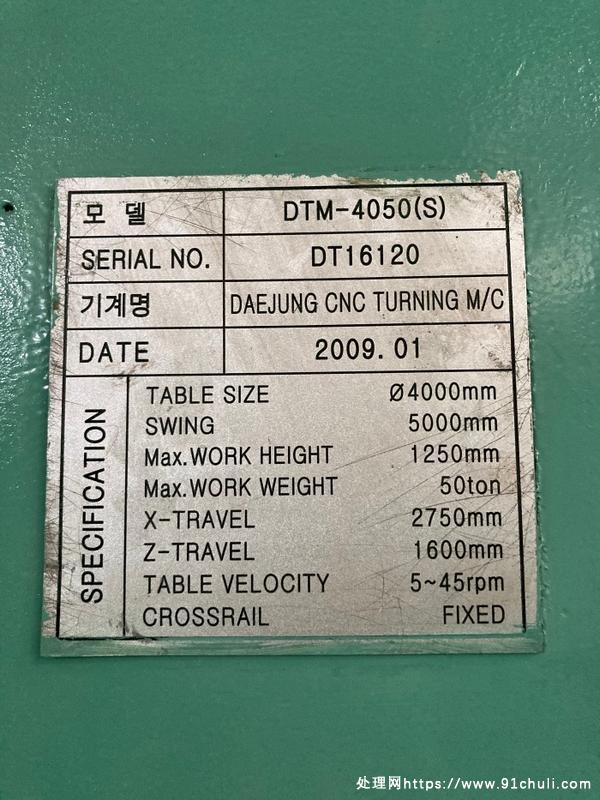 모 델 DTM-4050(S)
SERIAL NO. DT16120
기계명 DAEJUNG CNC TURNING M/C
DATE 2009.01
SPECIFICATION
TABLE SIZE Ø4000mm
SWING 5000mm
Max.WORK HEIGHT 1250mm
Max.WORK WEIGHT 50ton
X-TRAVEL 2750mm
Z-TRAVEL 1600mm
TABLE VELOCITY 5~45rpm
CROSSRAIL FIXED
处理网https://www.91chuli.com